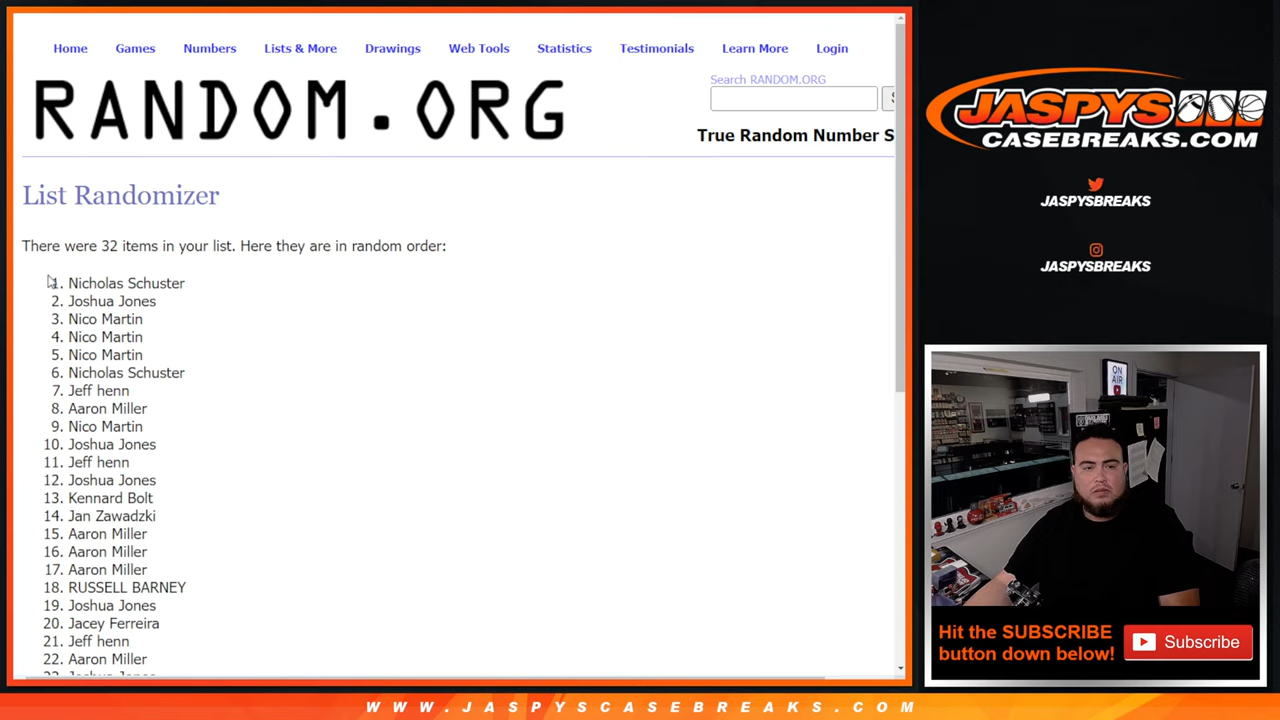 Home Games Numbers Lists & More Drawings Web Tools Statistics Testimonials Learn More Login
RANDOM.ORG
Search RANDOM.ORG
True Random Number S
List Randomizer
There were 32 items in your list. Here they are in random order:
1. Nicholas Schuster
2. Joshua Jones
3. Nico Martin
4. Nico Martin
5. Nico Martin
6. Nicholas Schuster
7. Jeff henn
8. Aaron Miller
9. Nico Martin
10. Joshua Jones
11. Jeff henn
12. Joshua Jones
13. Kennard Bolt
14. Jan Zawadzki
15. Aaron Miller
16. Aaron Miller
17. Aaron Miller
18. RUSSELL BARNEY
19. Joshua Jones
20. Jacey Ferreira
21. Jeff henn
22. Aaron Miller
JASPYS
CASEBREAKS.COM
JASPYSBREAKS
JASPYSBREAKS
ON
AIR
Hit the SUBSCRIBE
button down below!
Subscribe
WWW.JASPYSCASEBREAKS.COM